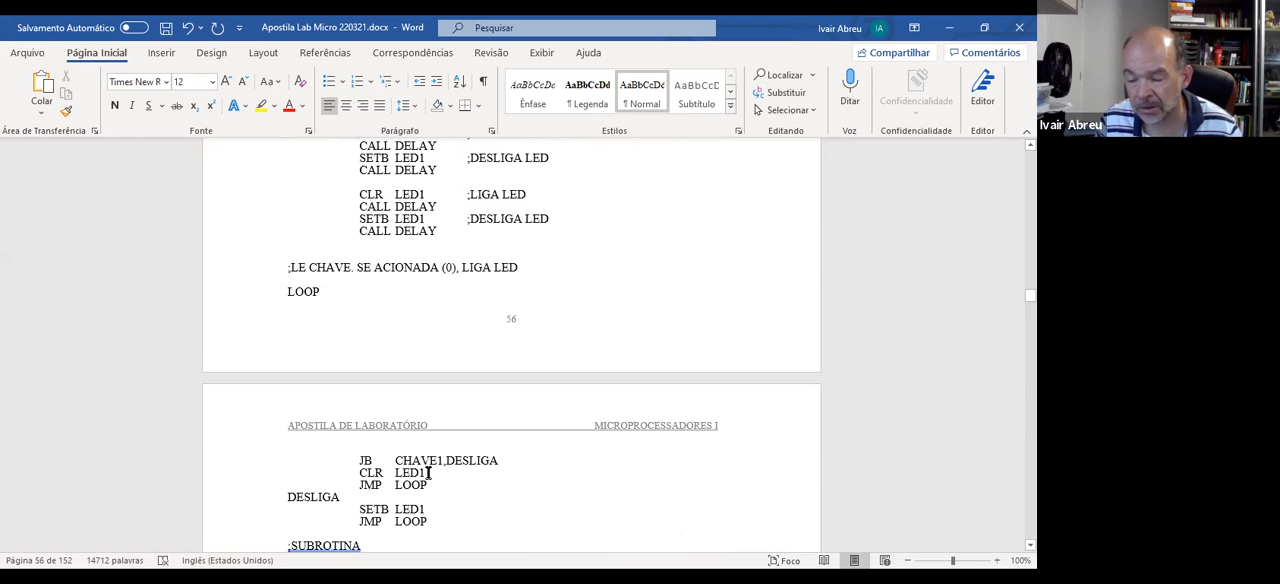 Salvamento Automático
Apostila Lab Micro 220321.docx - Word
Pesquisar
Ivair Abreu
IA
Arquivo Página Inicial Inserir Design Layout Referências Correspondências Revisão Exibir Ajuda
Compartilhar Comentários
Colar
Times New R 12
N I S ab x₂ x²
AaBbCcDc AaBbCcDd AaBbCcDd AaBbCcD
Ênfase ¶ Legenda ¶ Normal Subtítulo
Localizar
Substituir
Selecionar
Ditar
Confidencialidade
Editor
Área de Transferência Fonte Parágrafo Estilos Editando Voz Confidencialidade Editor
Ivair Abreu
CALL DELAY
SETB LED1 ;DESLIGA LED
CALL DELAY
CLR LED1 ;LIGA LED
CALL DELAY
SETB LED1 ;DESLIGA LED
CALL DELAY
;LE CHAVE. SE ACIONADA (0), LIGA LED
LOOP
56
APOSTILA DE LABORATÓRIO MICROPROCESSADORES I
JB CHAVE1,DESLIGA
CLR LED1
JMP LOOP
DESLIGA
SETB LED1
JMP LOOP
;SUBROTINA
Página 56 de 152 14712 palavras Inglês (Estados Unidos) Foco 100%